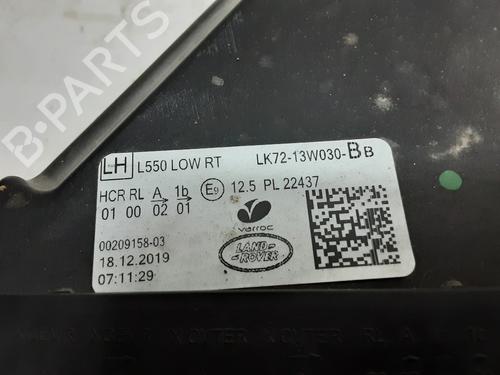 B-PARTS
LH L550 LOW RT LK72-13W030-BB
HCR RL A 1b E9 12.5 PL 22437
01 00 02 01
varroc
00209158-03
18.12.2019
07:11:29
LAND
ROVER